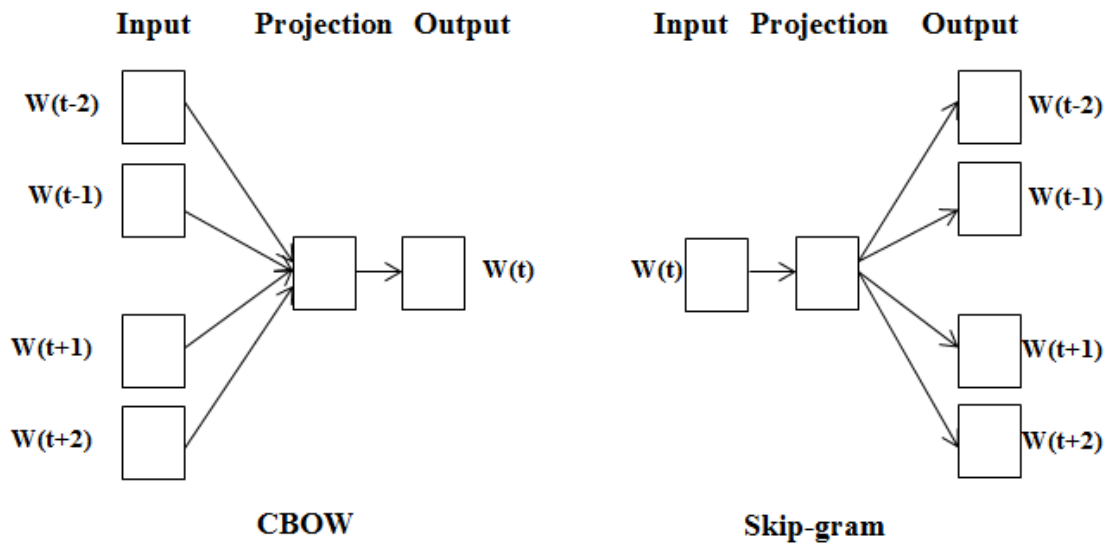 Input Projection Output
W(t-2)
W(t-1)
W(t)
W(t+1)
W(t+2)
CBOW
Input Projection Output
W(t-2)
W(t-1)
W(t)
W(t+1)
W(t+2)
Skip-gram